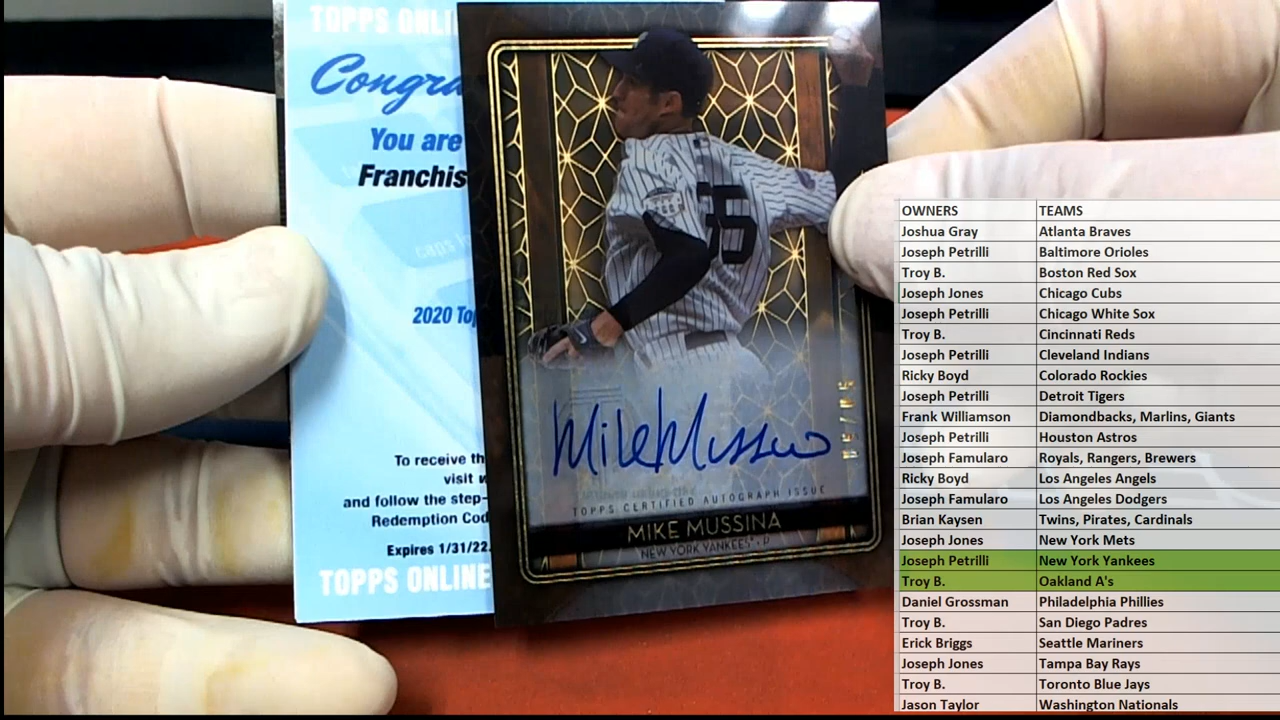 TOPPS ONLI
Congra
You are
Franchis
2020 Top
To receive th
visit w
and follow the step-
Redemption Cod
Expires 1/31/22.
TOPPS ONLINE
35
Mike Mussina
TOPPS CERTIFIED AUTOGRAPH ISSUE
MIKE MUSSINA
NEW YORK YANKEES® - P
OWNERS TEAMS
Joshua Gray Atlanta Braves
Joseph Petrilli Baltimore Orioles
Troy B. Boston Red Sox
Joseph Jones Chicago Cubs
Joseph Petrilli Chicago White Sox
Troy B. Cincinnati Reds
Joseph Petrilli Cleveland Indians
Ricky Boyd Colorado Rockies
Joseph Petrilli Detroit Tigers
Frank Williamson Diamondbacks, Marlins, Giants
Joseph Petrilli Houston Astros
Joseph Famularo Royals, Rangers, Brewers
Ricky Boyd Los Angeles Angels
Joseph Famularo Los Angeles Dodgers
Brian Kaysen Twins, Pirates, Cardinals
Joseph Jones New York Mets
Joseph Petrilli New York Yankees
Troy B. Oakland A's
Daniel Grossman Philadelphia Phillies
Troy B. San Diego Padres
Erick Briggs Seattle Mariners
Joseph Jones Tampa Bay Rays
Troy B. Toronto Blue Jays
Jason Taylor Washington Nationals